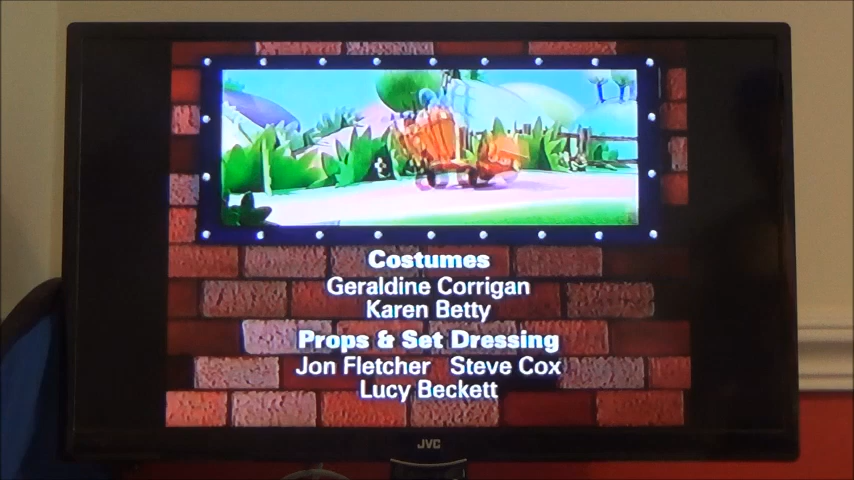 Costumes
Geraldine Corrigan
Karen Betty
Props & Set Dressing
Jon Fletcher Steve Cox
Lucy Beckett
JVC